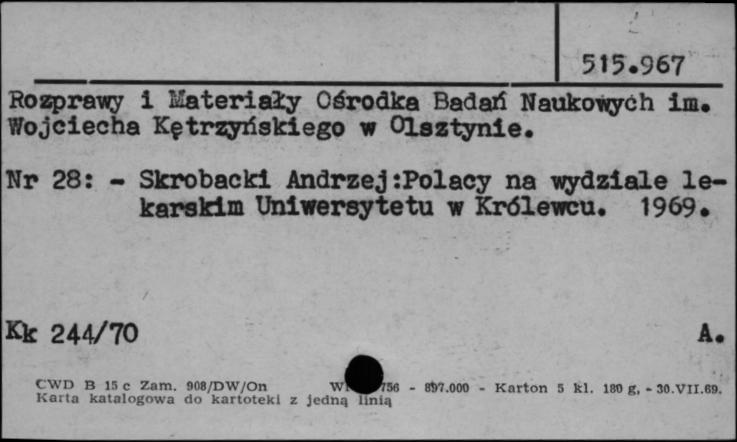 515.967
Rozprawy i Materiały Ośrodka Badań Naukowych im.
Wojciecha Kętrzyńskiego w Olsztynie.
Nr 28: - Skrobacki Andrzej:Polacy na wydziale le-
karskim Uniwersytetu w Królewcu. 1969.
Kk 244/70 A.
CWD B 15 c Zam. 908/DW/On 756 - 897.000 - Karton 5 kl. 180 g, - 30.VII.69.
Karta katalogowa do kartoteki z jedną linią